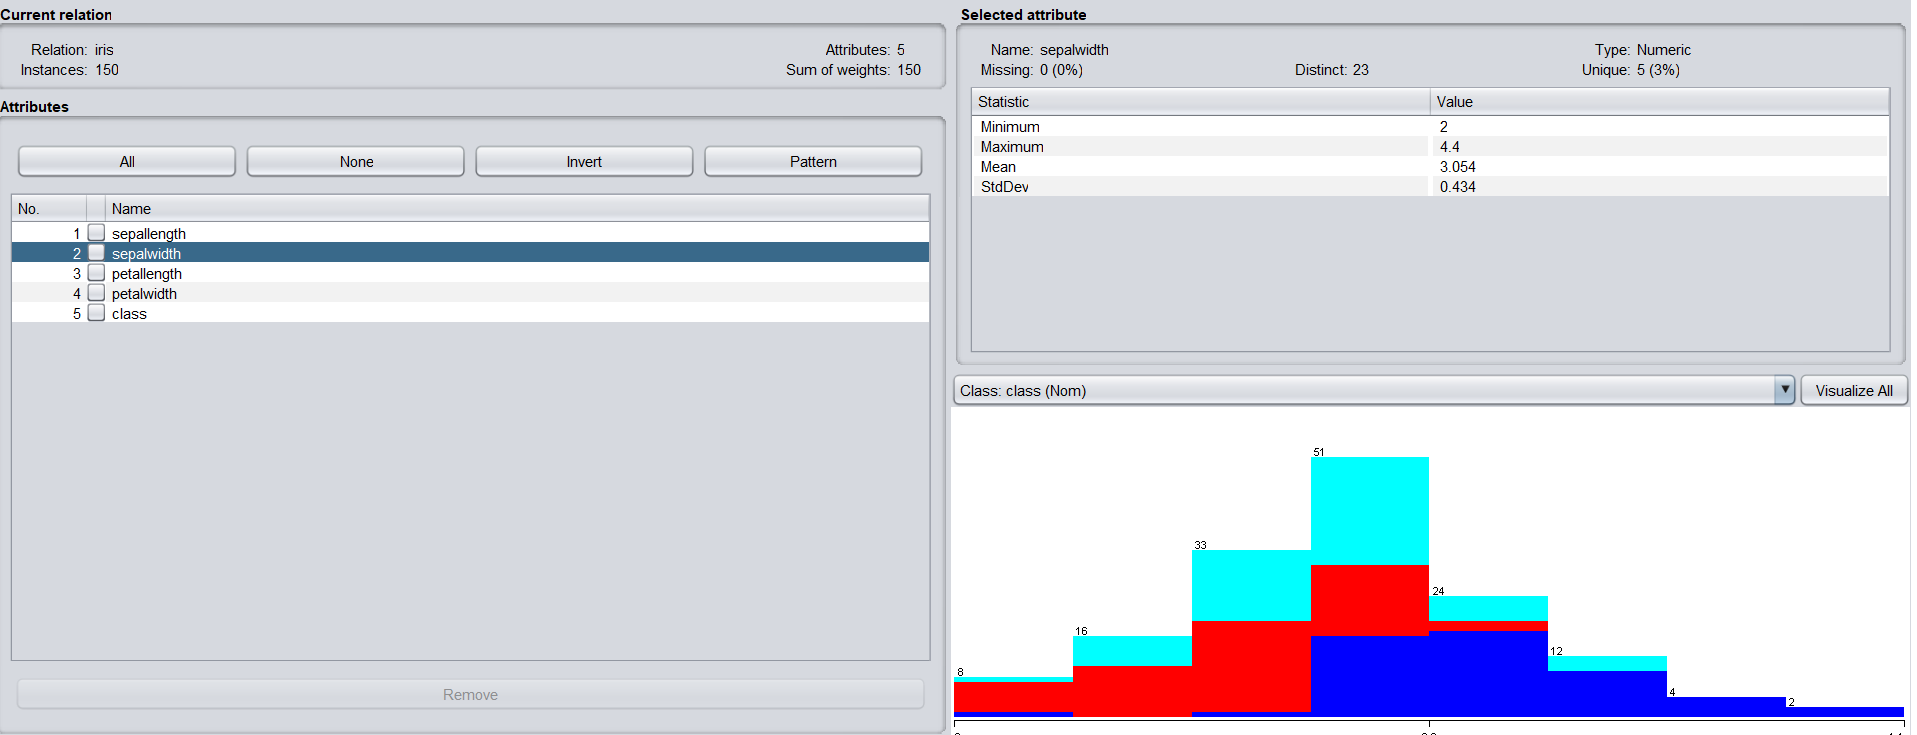 Current relation
Relation: iris
Attributes: 5
Instances: 150
Sum of weights: 150
Attributes
All
None
Invert
Pattern
No.
Name
1 sepallength
2 sepalwidth
3 petallength
4 petalwidth
5 class
Remove
Selected attribute
Name: sepalwidth
Type: Numeric
Missing: 0 (0%)
Distinct: 23
Unique: 5 (3%)
Statistic
Value
Minimum
2
Maximum
4.4
Mean
3.054
StdDev
0.434
Class: class (Nom)
Visualize All
8
16
33
51
24
12
4
2